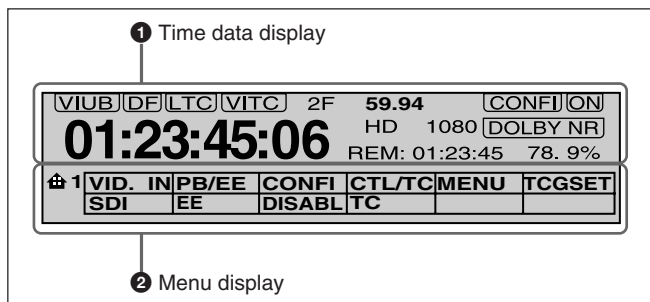 ❶ Time data display
VIUB DF LTC VITC 2F 59.94 CONFI ON
01:23:45:06 HD 1080 DOLBY NR
REM: 01:23:45 78. 9%
1 VID. IN PB/EE CONFI CTL/TC MENU TCGSET
SDI EE DISABL TC
❷ Menu display